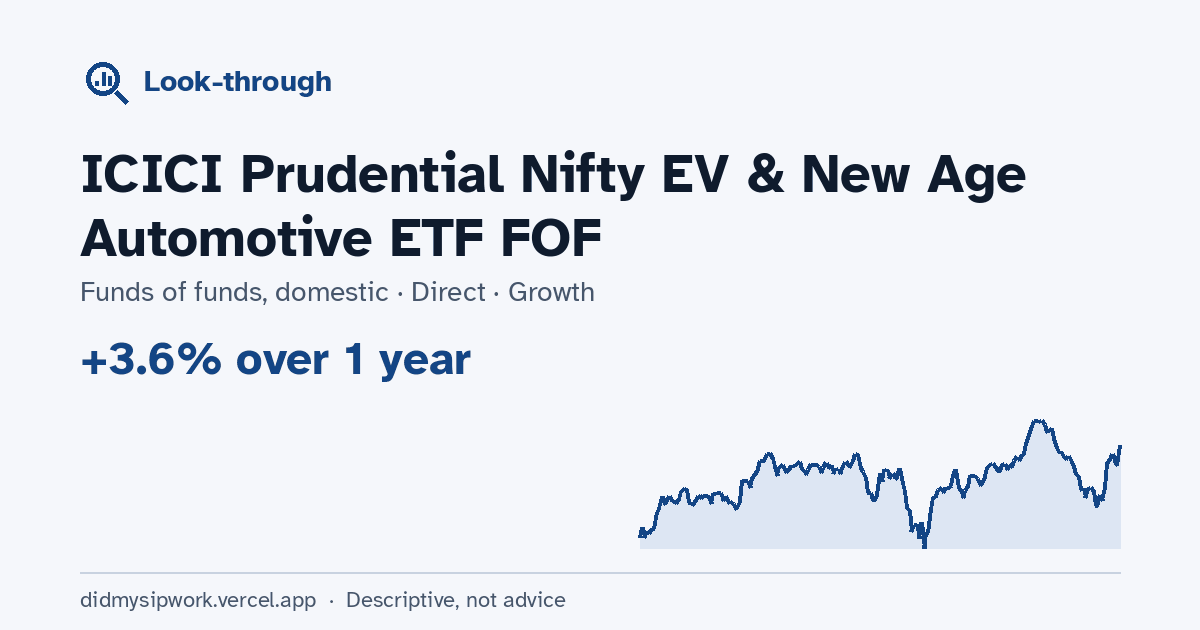 Look-through
ICICI Prudential Nifty EV & New Age
Automotive ETF FOF
Funds of funds, domestic · Direct · Growth
+3.6% over 1 year
didmysipwork.vercel.app · Descriptive, not advice